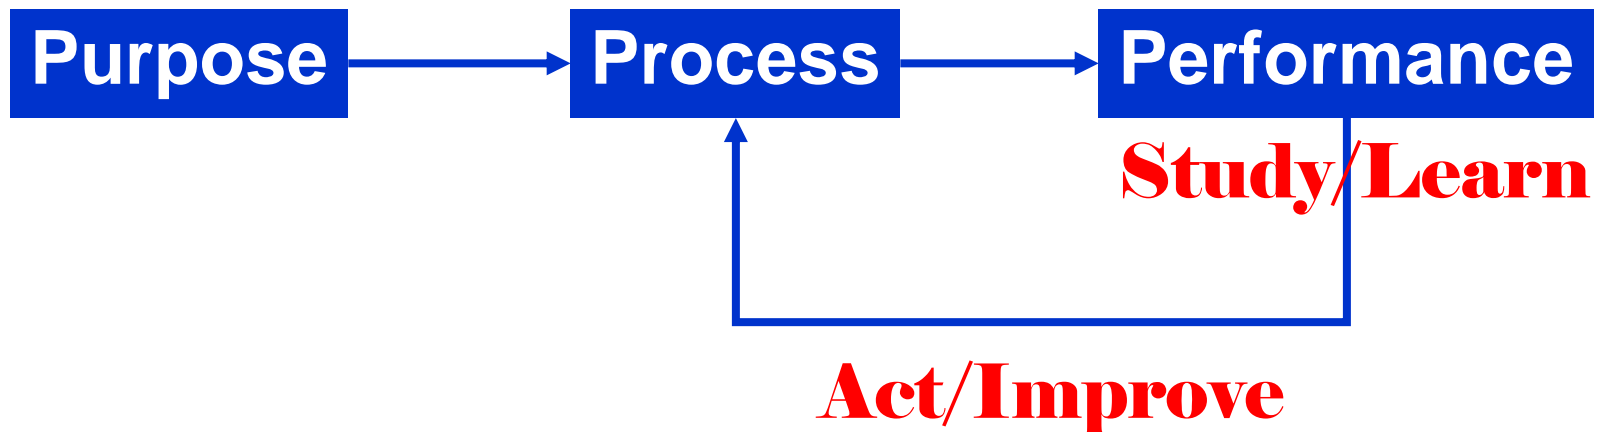 Purpose
Process
Performance
Study/Learn
Act/Improve